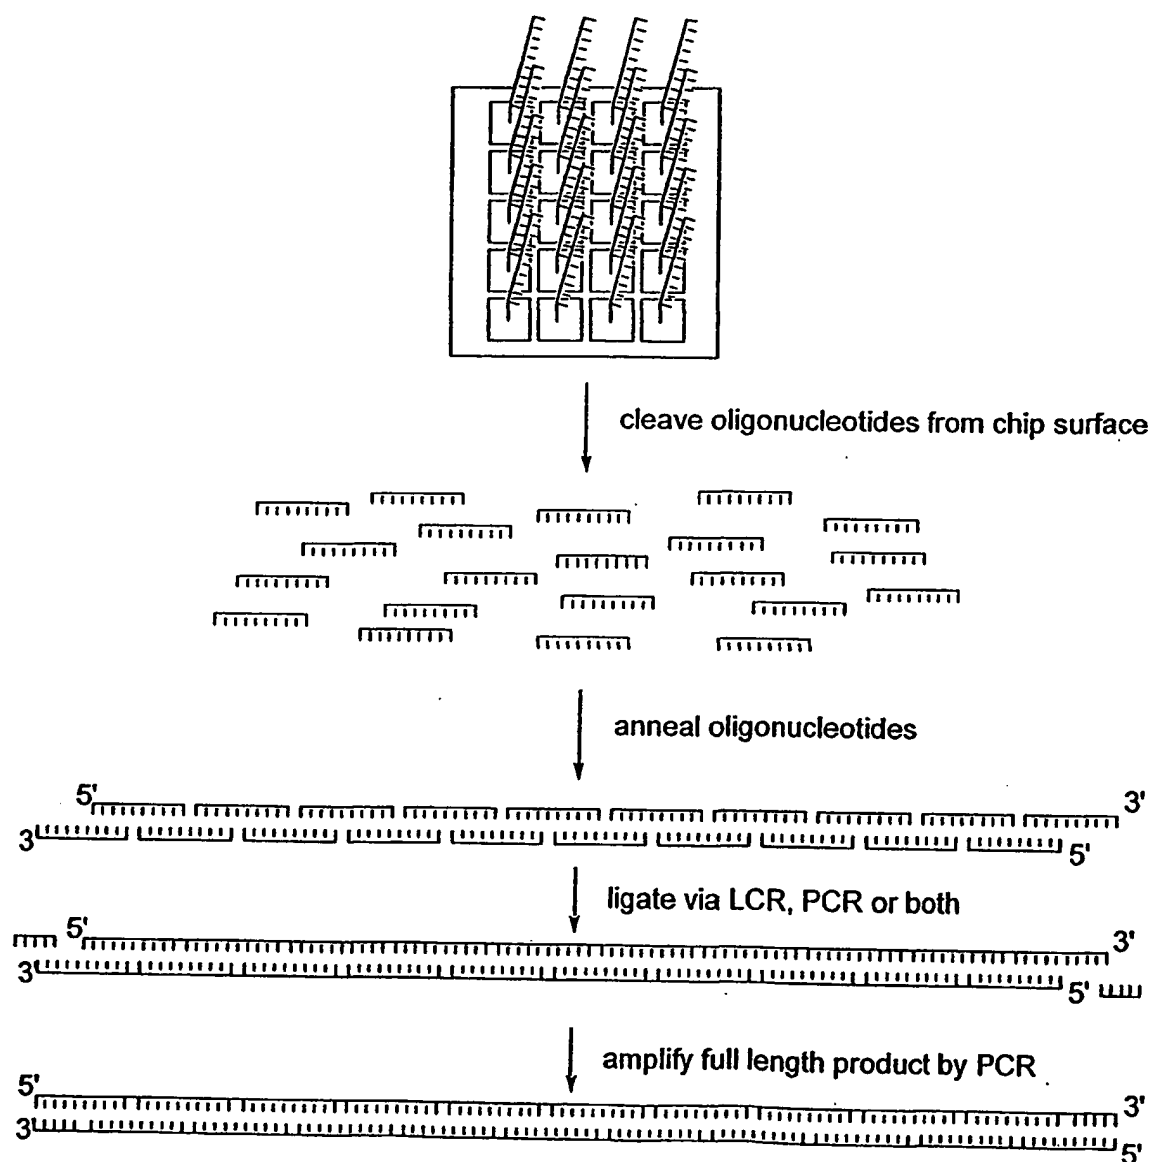 cleave oligonucleotides from chip surface
anneal oligonucleotides
5' 3'
3 5'
ligate via LCR, PCR or both
5' 3'
3 5'
amplify full length product by PCR
5' 3'
3 5'